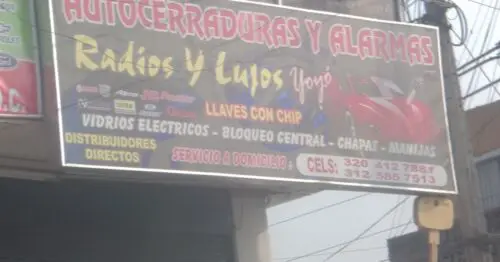 AUTOCERRADURAS Y ALARMAS
Radios Y Lujos Yoyó
LLAVES CON CHIP
VIDRIOS ELECTRICOS - BLOQUEO CENTRAL - CHAPAS - MANIJAS
DISTRIBUIDORES
DIRECTOS
SERVICIO A DOMICILIO :
CELS: 320 412 7887
312 585 7913